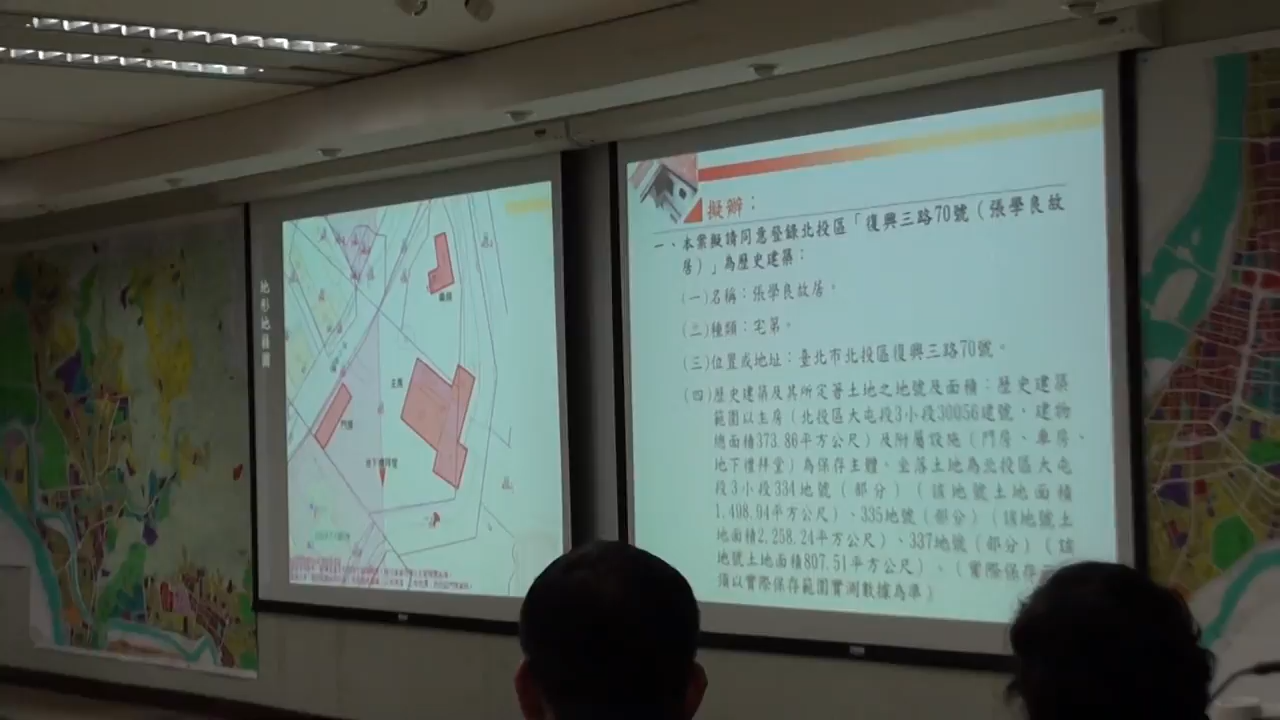 地形地籍圖
車房
主房
門房
擬辦：
一、本案擬請同意登錄北投區「復興三路70號（張學良故
居）」為歷史建築：
(一)名稱：張學良故居。
(二)種類：宅第。
(三)位置或地址：臺北市北投區復興三路70號。
(四)歷史建築及其所定著土地之地號及面積：歷史建築
範圍以主房（北投區大屯段3小段30056建號，建物
總面積373.86平方公尺）及附屬設施（門房、車房、
地下禮拜堂）為保存主體。坐落土地為北投區大屯
段3小段334地號（部分）（該地號土地面積
1,498.94平方公尺）、335地號（部分）（該地號土
地面積2,258.24平方公尺）、337地號（部分）（該
地號土地面積807.51平方公尺）。（實際保存
須以實際保存範圍實測數據為準）